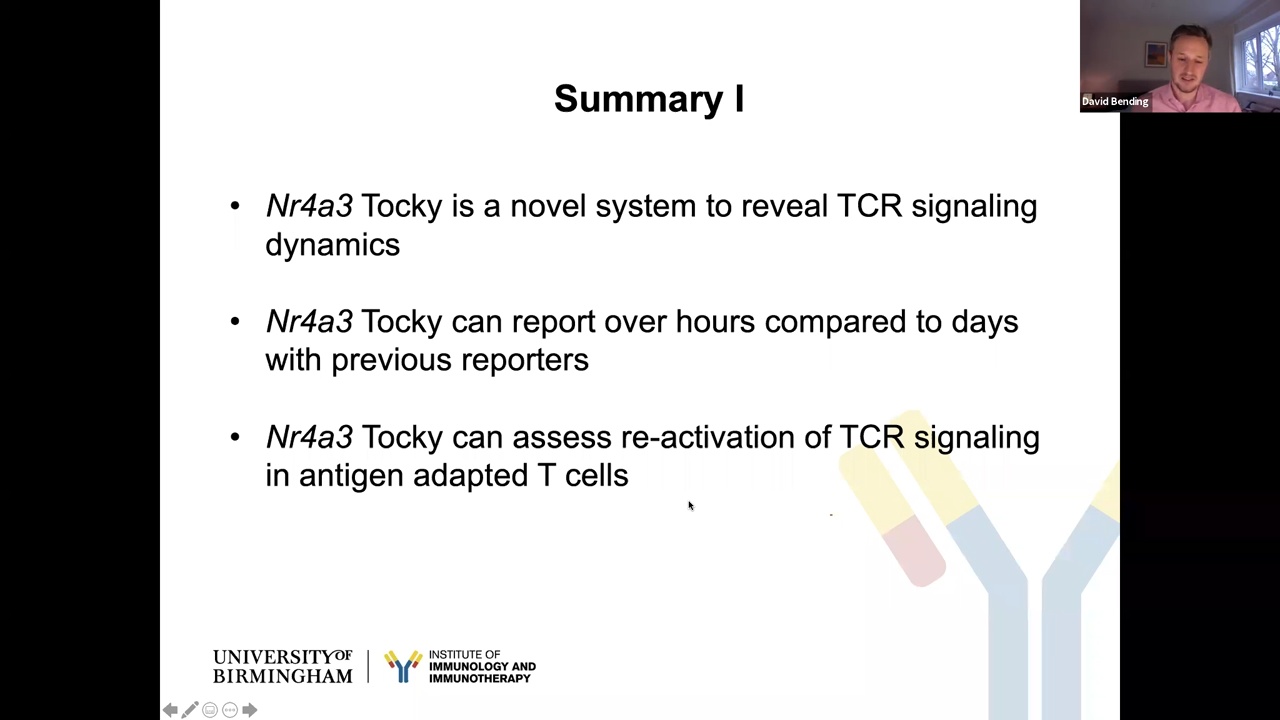 David Bending
Summary I
• Nr4a3 Tocky is a novel system to reveal TCR signaling
dynamics
• Nr4a3 Tocky can report over hours compared to days
with previous reporters
• Nr4a3 Tocky can assess re-activation of TCR signaling
in antigen adapted T cells
UNIVERSITY OF
BIRMINGHAM
INSTITUTE OF
IMMUNOLOGY AND
IMMUNOTHERAPY